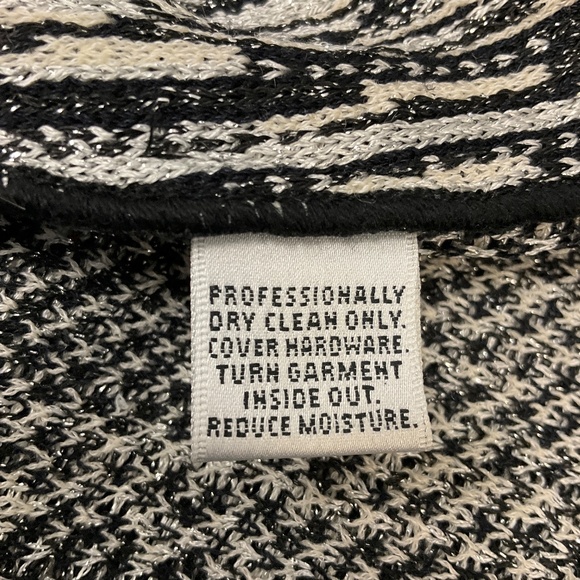 PROFESSIONALLY
DRY CLEAN ONLY.
COVER HARDWARE.
TURN GARMENT
INSIDE OUT.
REDUCE MOISTURE.